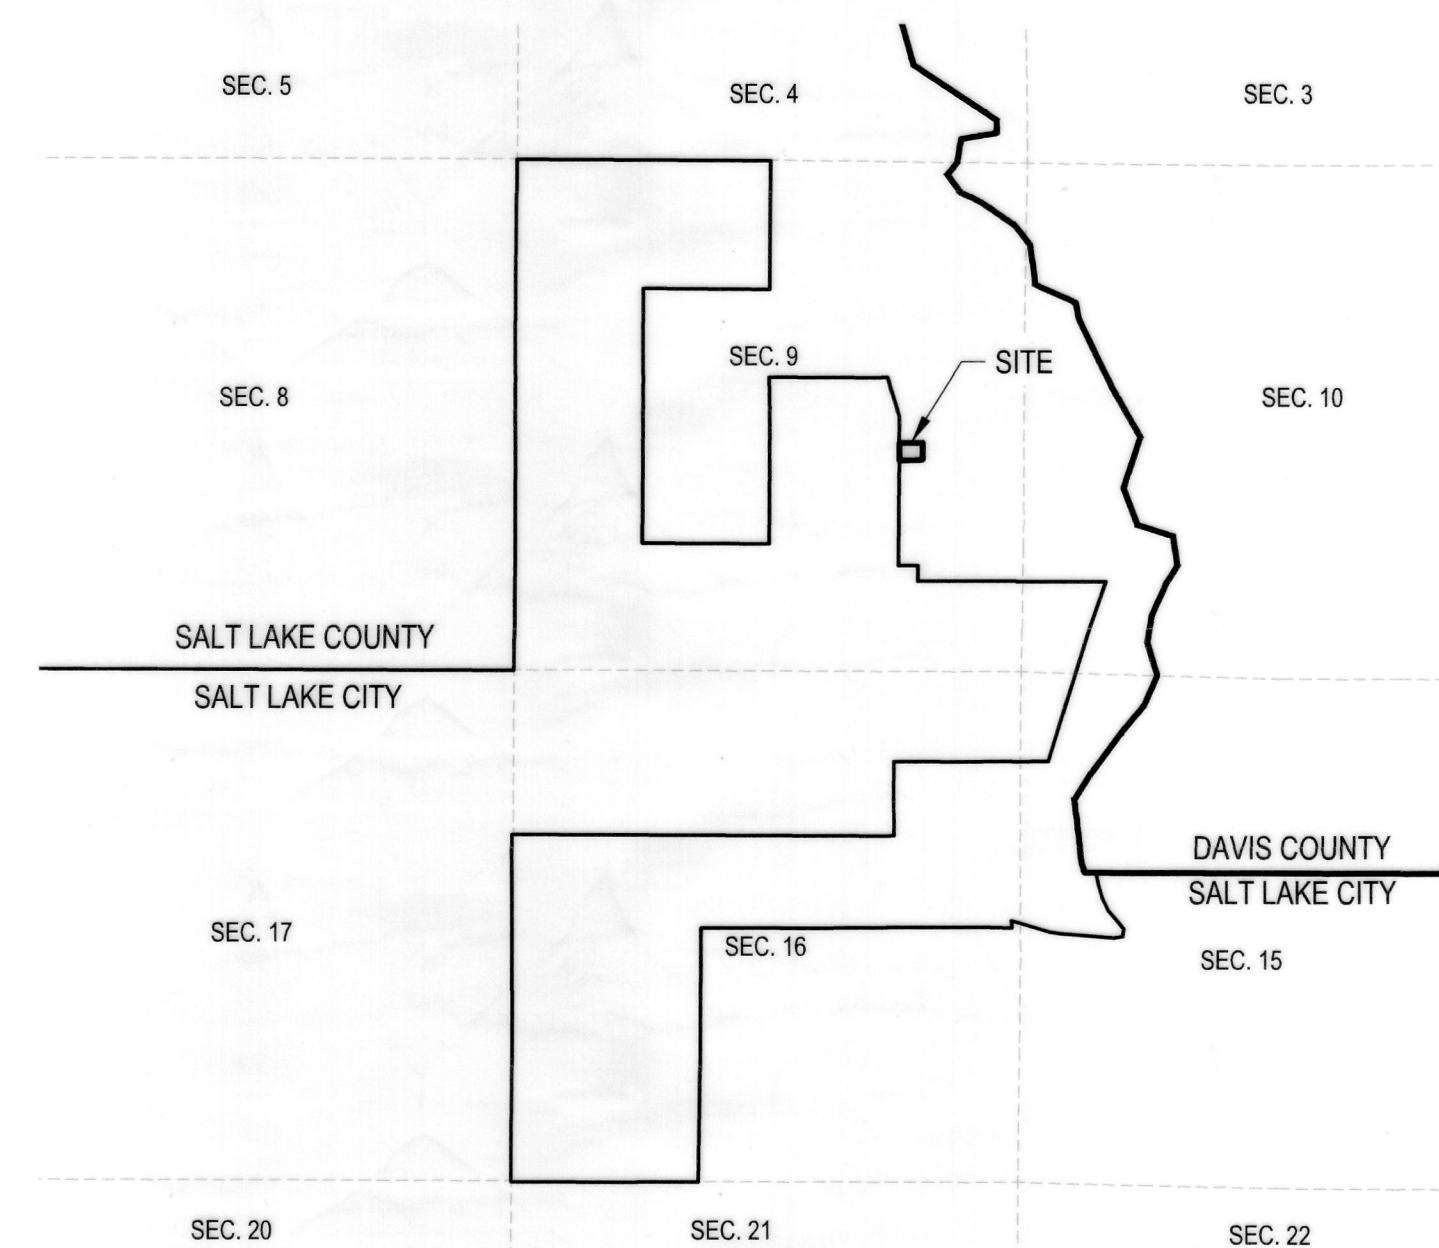 SEC. 5
SEC. 4
SEC. 3
SEC. 9
SITE
SEC. 8
SEC. 10
SALT LAKE COUNTY
SALT LAKE CITY
DAVIS COUNTY
SALT LAKE CITY
SEC. 17
SEC. 16
SEC. 15
SEC. 20
SEC. 21
SEC. 22